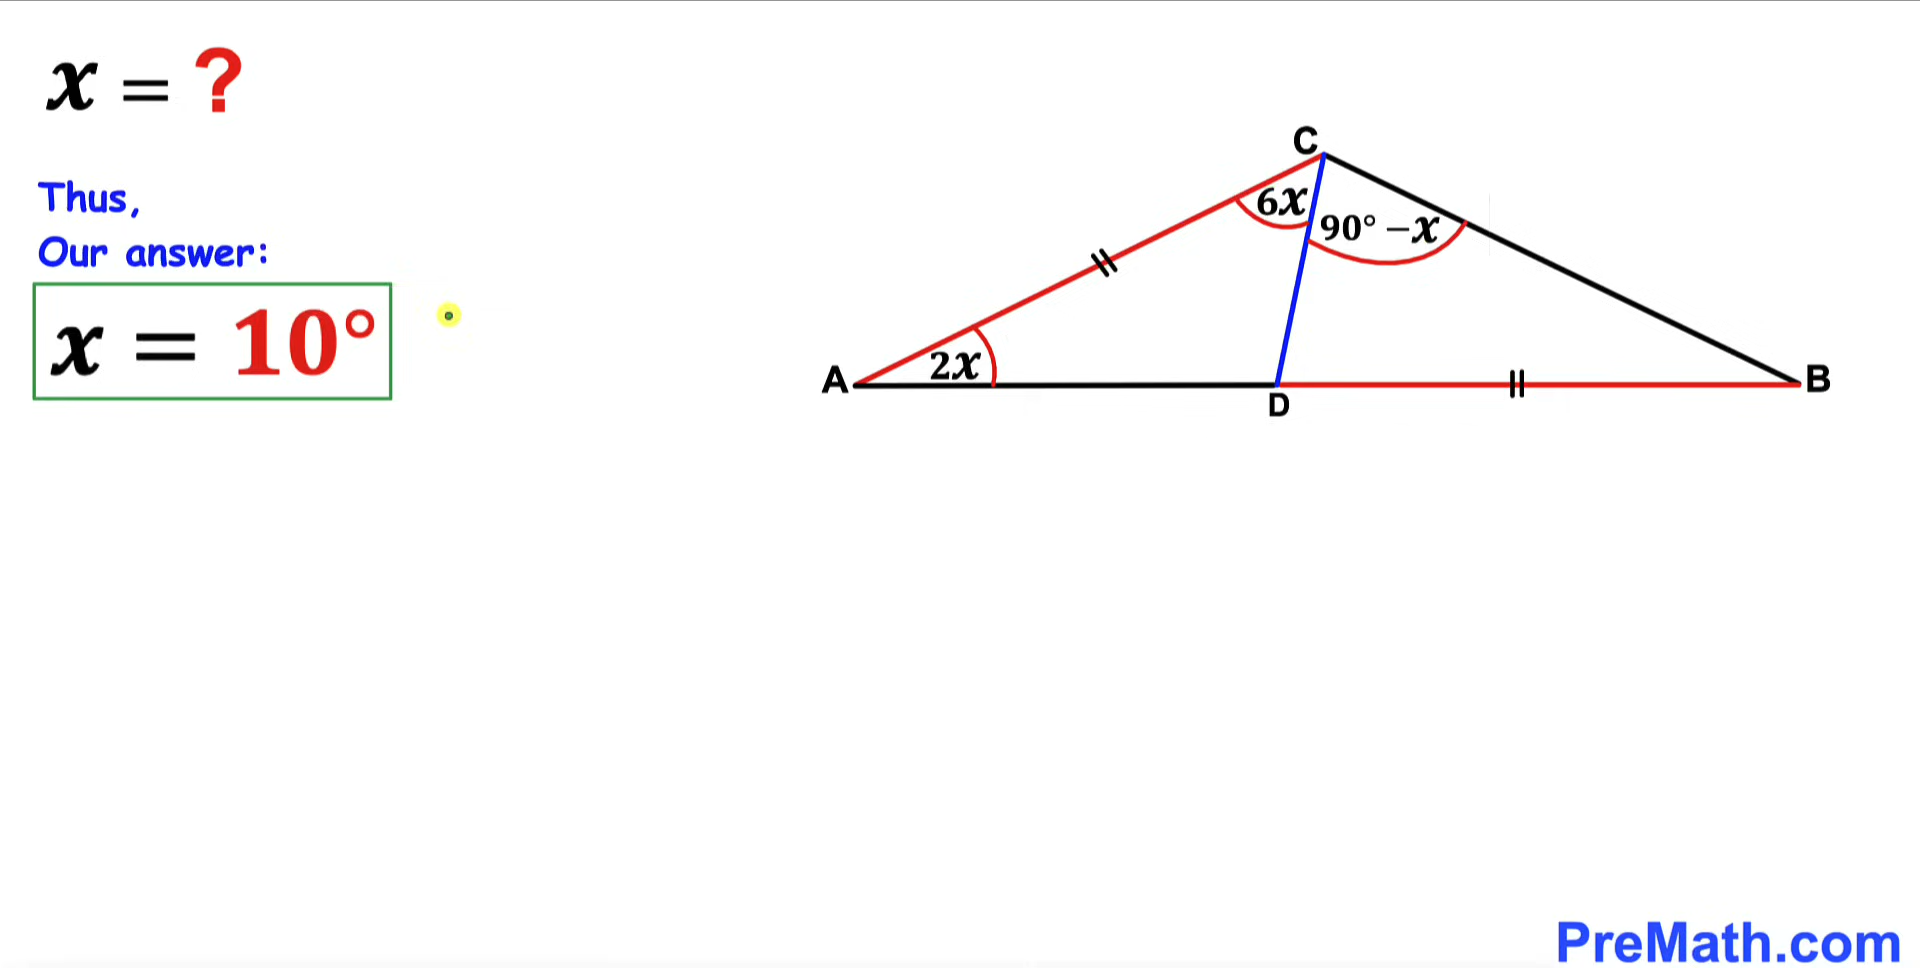 x = ?
Thus,
Our answer:
x = 10°
C
6x
90° −x
2x
A
B
D
PreMath.com